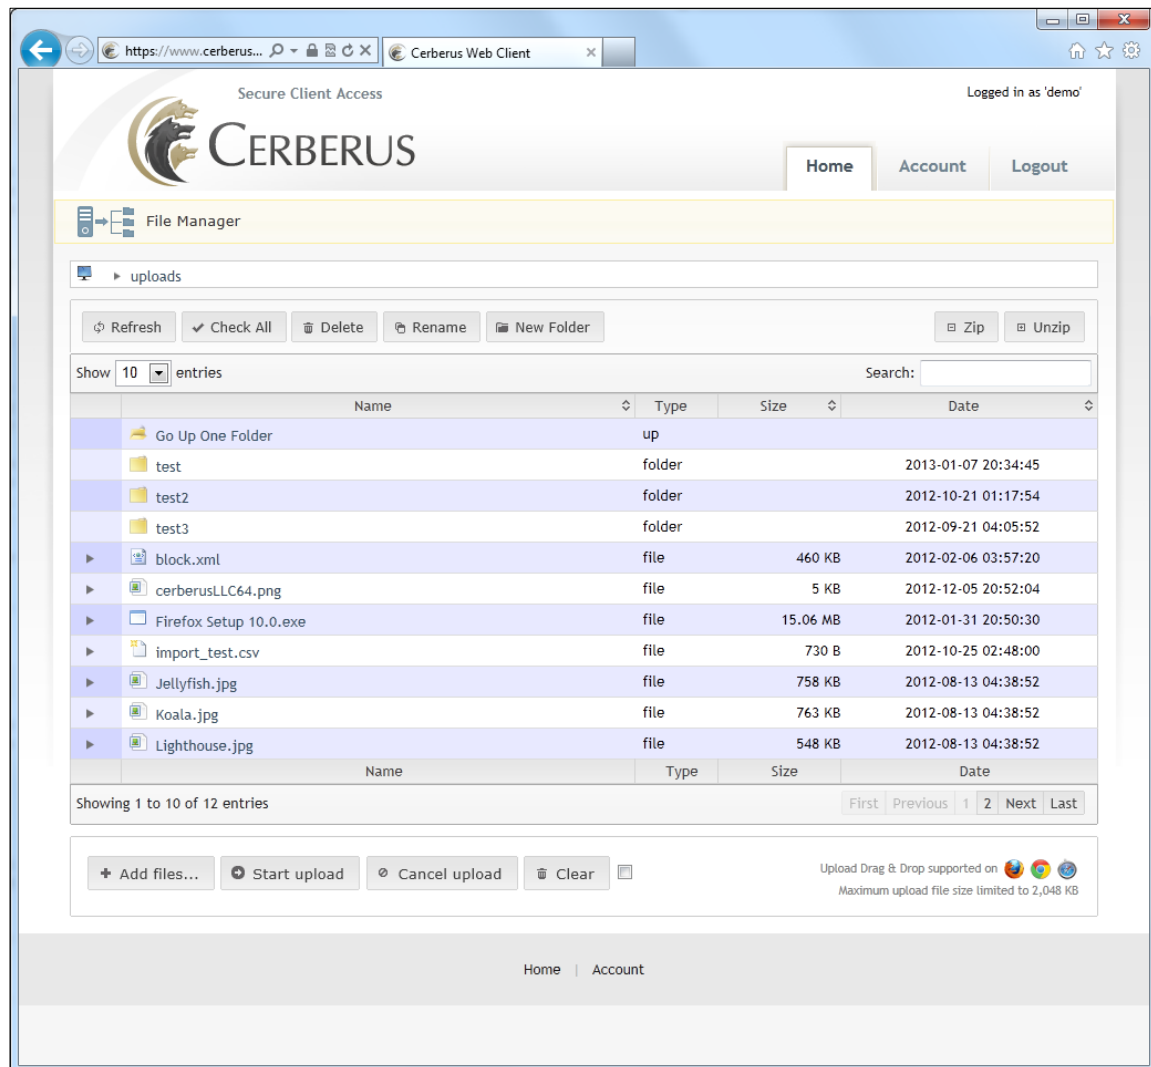 https://www.cerberus...
Cerberus Web Client
Secure Client Access
Logged in as 'demo'
CERBERUS
Home Account Logout
File Manager
uploads
Refresh Check All Delete Rename New Folder Zip Unzip
Show 10 entries Search:
Name Type Size Date
Go Up One Folder up
test folder 2013-01-07 20:34:45
test2 folder 2012-10-21 01:17:54
test3 folder 2012-09-21 04:05:52
block.xml file 460 KB 2012-02-06 03:57:20
cerberusLLC64.png file 5 KB 2012-12-05 20:52:04
Firefox Setup 10.0.exe file 15.06 MB 2012-01-31 20:50:30
import_test.csv file 730 B 2012-10-25 02:48:00
Jellyfish.jpg file 758 KB 2012-08-13 04:38:52
Koala.jpg file 763 KB 2012-08-13 04:38:52
Lighthouse.jpg file 548 KB 2012-08-13 04:38:52
Name Type Size Date
Showing 1 to 10 of 12 entries First Previous 1 2 Next Last
Add files... Start upload Cancel upload Clear
Upload Drag & Drop supported on
Maximum upload file size limited to 2,048 KB
Home | Account